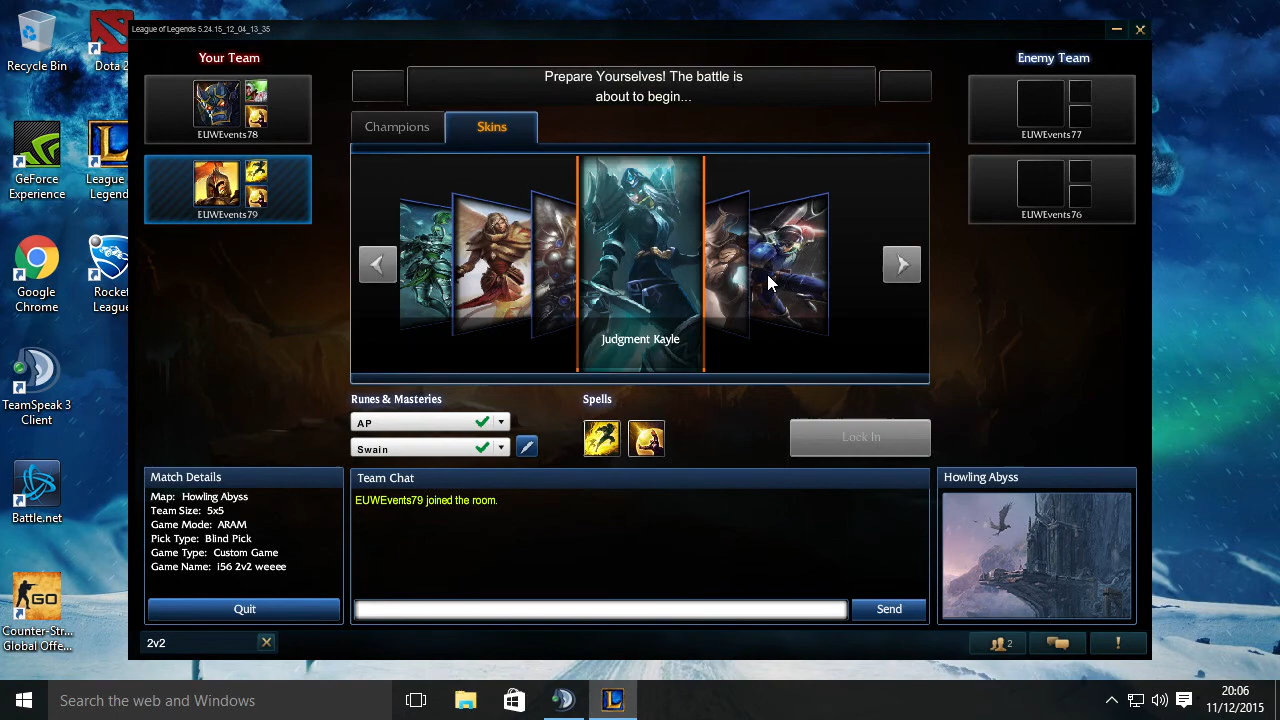 Recycle Bin
Dota 2
GeForce
Experience
League
Legend
Google
Chrome
Rocket
League
TeamSpeak 3
Client
Battle.net
GO
Counter-Str...
Global Offe...
League of Legends 5.24.15_12_04_13_35
Your Team
EUWEvents78
EUWEvents79
Prepare Yourselves! The battle is
about to begin...
Enemy Team
EUWEvents77
EUWEvents76
Champions
Skins
Judgment Kayle
Runes & Masteries
AP
Swain
Spells
Lock In
Match Details
Map: Howling Abyss
Team Size: 5x5
Game Mode: ARAM
Pick Type: Blind Pick
Game Type: Custom Game
Game Name: i56 2v2 weeee
Quit
Team Chat
EUWEvents79 joined the room.
Send
Howling Abyss
2v2
2
!
Search the web and Windows
20:06
11/12/2015